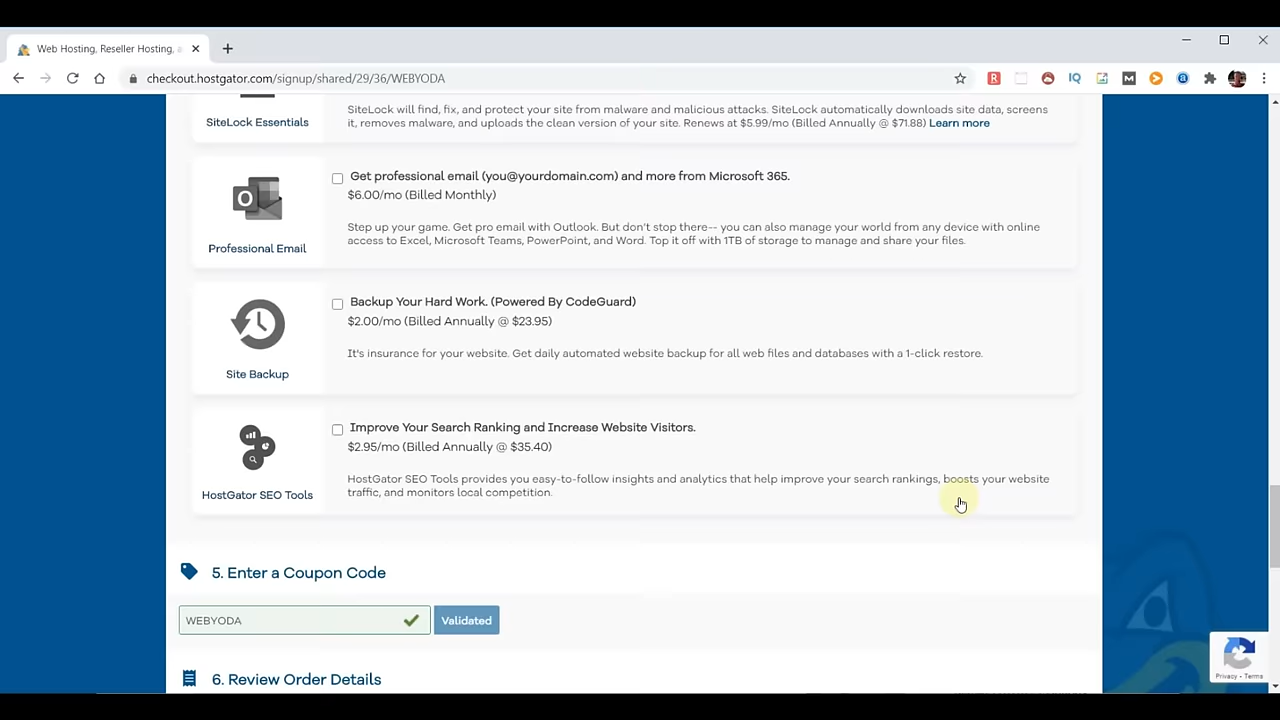 Web Hosting, Reseller Hosting, a
checkout.hostgator.com/signup/shared/29/36/WEBYODA
SiteLock will find, fix, and protect your site from malware and malicious attacks. SiteLock automatically downloads site data, screens
it, removes malware, and uploads the clean version of your site. Renews at $5.99/mo (Billed Annually @ $71.88) Learn more
SiteLock Essentials
Get professional email (you@yourdomain.com) and more from Microsoft 365.
$6.00/mo (Billed Monthly)
Step up your game. Get pro email with Outlook. But don't stop there-- you can also manage your world from any device with online
access to Excel, Microsoft Teams, PowerPoint, and Word. Top it off with 1TB of storage to manage and share your files.
Professional Email
Backup Your Hard Work. (Powered By CodeGuard)
$2.00/mo (Billed Annually @ $23.95)
It's insurance for your website. Get daily automated website backup for all web files and databases with a 1-click restore.
Site Backup
Improve Your Search Ranking and Increase Website Visitors.
$2.95/mo (Billed Annually @ $35.40)
HostGator SEO Tools provides you easy-to-follow insights and analytics that help improve your search rankings, boosts your website
traffic, and monitors local competition.
HostGator SEO Tools
5. Enter a Coupon Code
WEBYODA
Validated
6. Review Order Details
Privacy - Terms